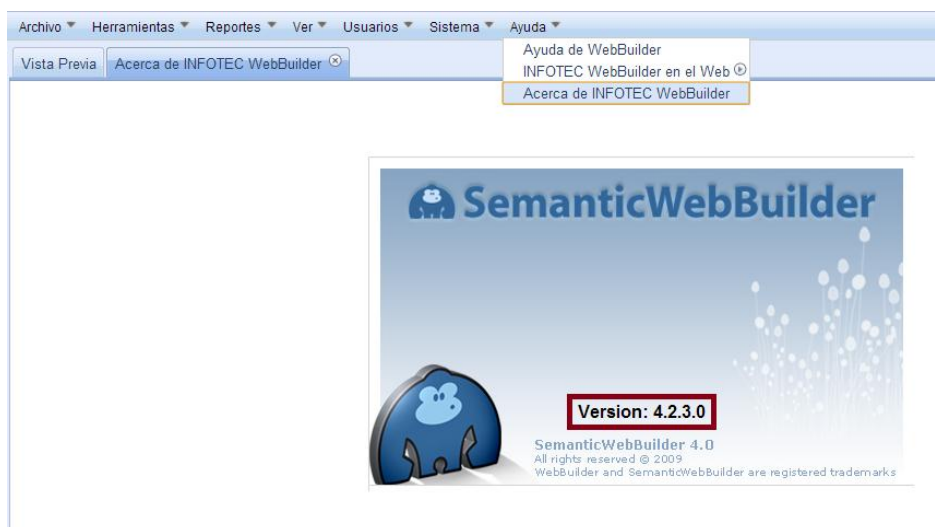 Archivo Herramientas Reportes Ver Usuarios Sistema Ayuda
Vista Previa Acerca de INFOTEC WebBuilder
Ayuda de WebBuilder
INFOTEC WebBuilder en el Web
Acerca de INFOTEC WebBuilder
SemanticWebBuilder
Version: 4.2.3.0
SemanticWebBuilder 4.0
All rights reserved © 2009
WebBuilder and SemanticWebBuilder are registered trademarks